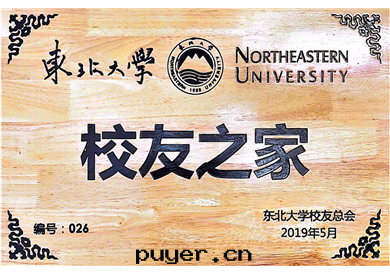 東北大學
NORTHEASTERN
UNIVERSITY
校友之家
东北大学校友总会
编号：026
2019年5月
puyer.cn